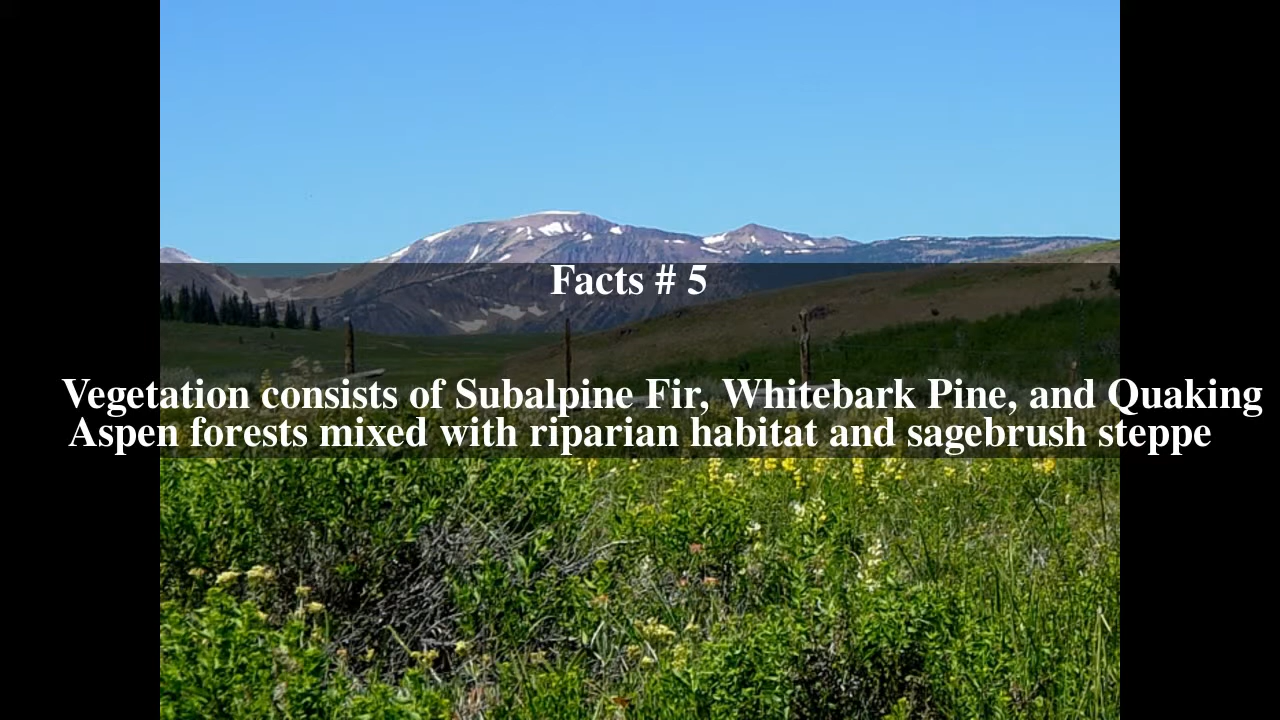 Facts # 5
Vegetation consists of Subalpine Fir, Whitebark Pine, and Quaking
Aspen forests mixed with riparian habitat and sagebrush steppe